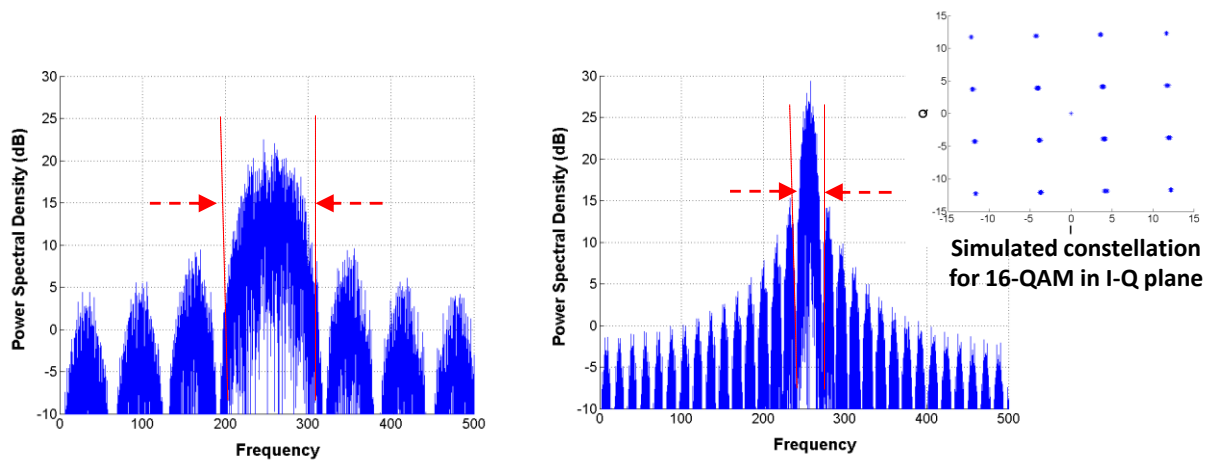 30
25
20
15
10
5
0
-5
-10
0 100 200 300 400 500
Power Spectral Density (dB)
Frequency
30
25
20
15
10
5
0
-5
-10
0 100 200 300 400 500
Power Spectral Density (dB)
Frequency
15
10
5
0
-5
-10
-15
-15 -10 -5 0 5 10 15
Q
I
Simulated constellation
for 16-QAM in I-Q plane